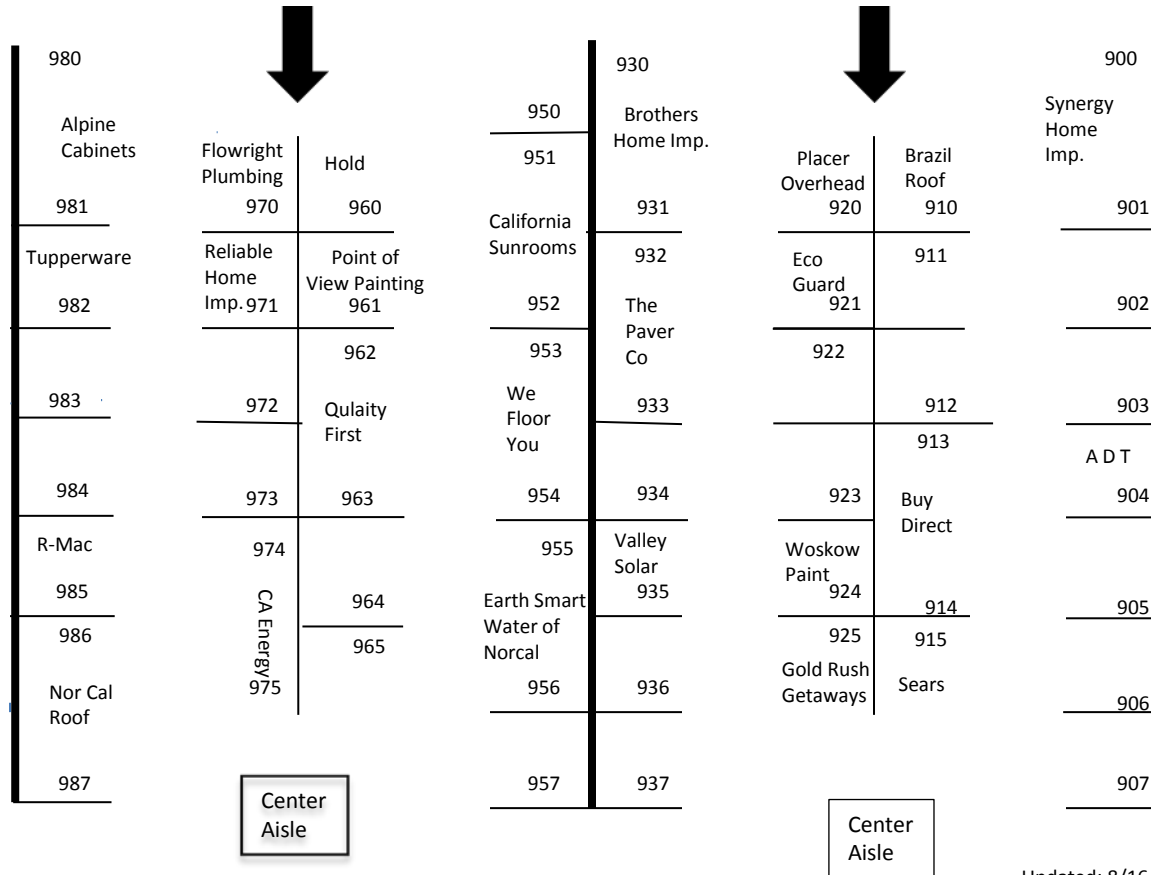 980
Alpine
Cabinets
981
Tupperware
982
983
984
R-Mac
985
986
Nor Cal
Roof
987
Flowright
Plumbing
970
Reliable
Home
Imp. 971
972
973
974
CA Energy
975
Hold
960
Point of
View Painting
961
962
Qulaity
First
963
964
965
Center
Aisle
950
951
California
Sunrooms
952
953
We
Floor
You
954
955
Earth Smart
Water of
Norcal
956
957
930
Brothers
Home Imp.
931
932
The
Paver
Co
933
934
Valley
Solar
935
936
937
Placer
Overhead
920
Eco
Guard
921
922
923
Woskow
Paint
924
925
Gold Rush
Getaways
Brazil
Roof
910
911
912
913
Buy
Direct
914
915
Sears
Center
Aisle
900
Synergy
Home
Imp.
901
902
903
A D T
904
905
906
907
Updated: 8/16